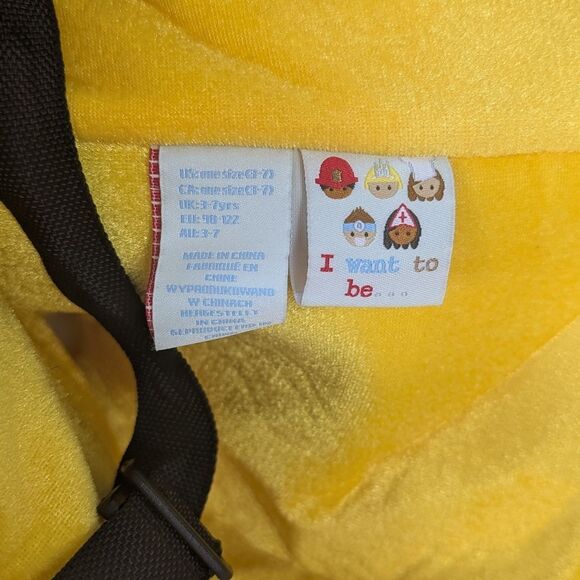 US: one size(3-7)
CA: one size(3-7)
UK: 3-7yrs
EU: 98-122
AU: 3-7
MADE IN CHINA
FABRIQUÉ EN
CHINE
WYPRODUKOWANO
W CHINACH
HERGESTELLT
IN CHINA
I want to
be....